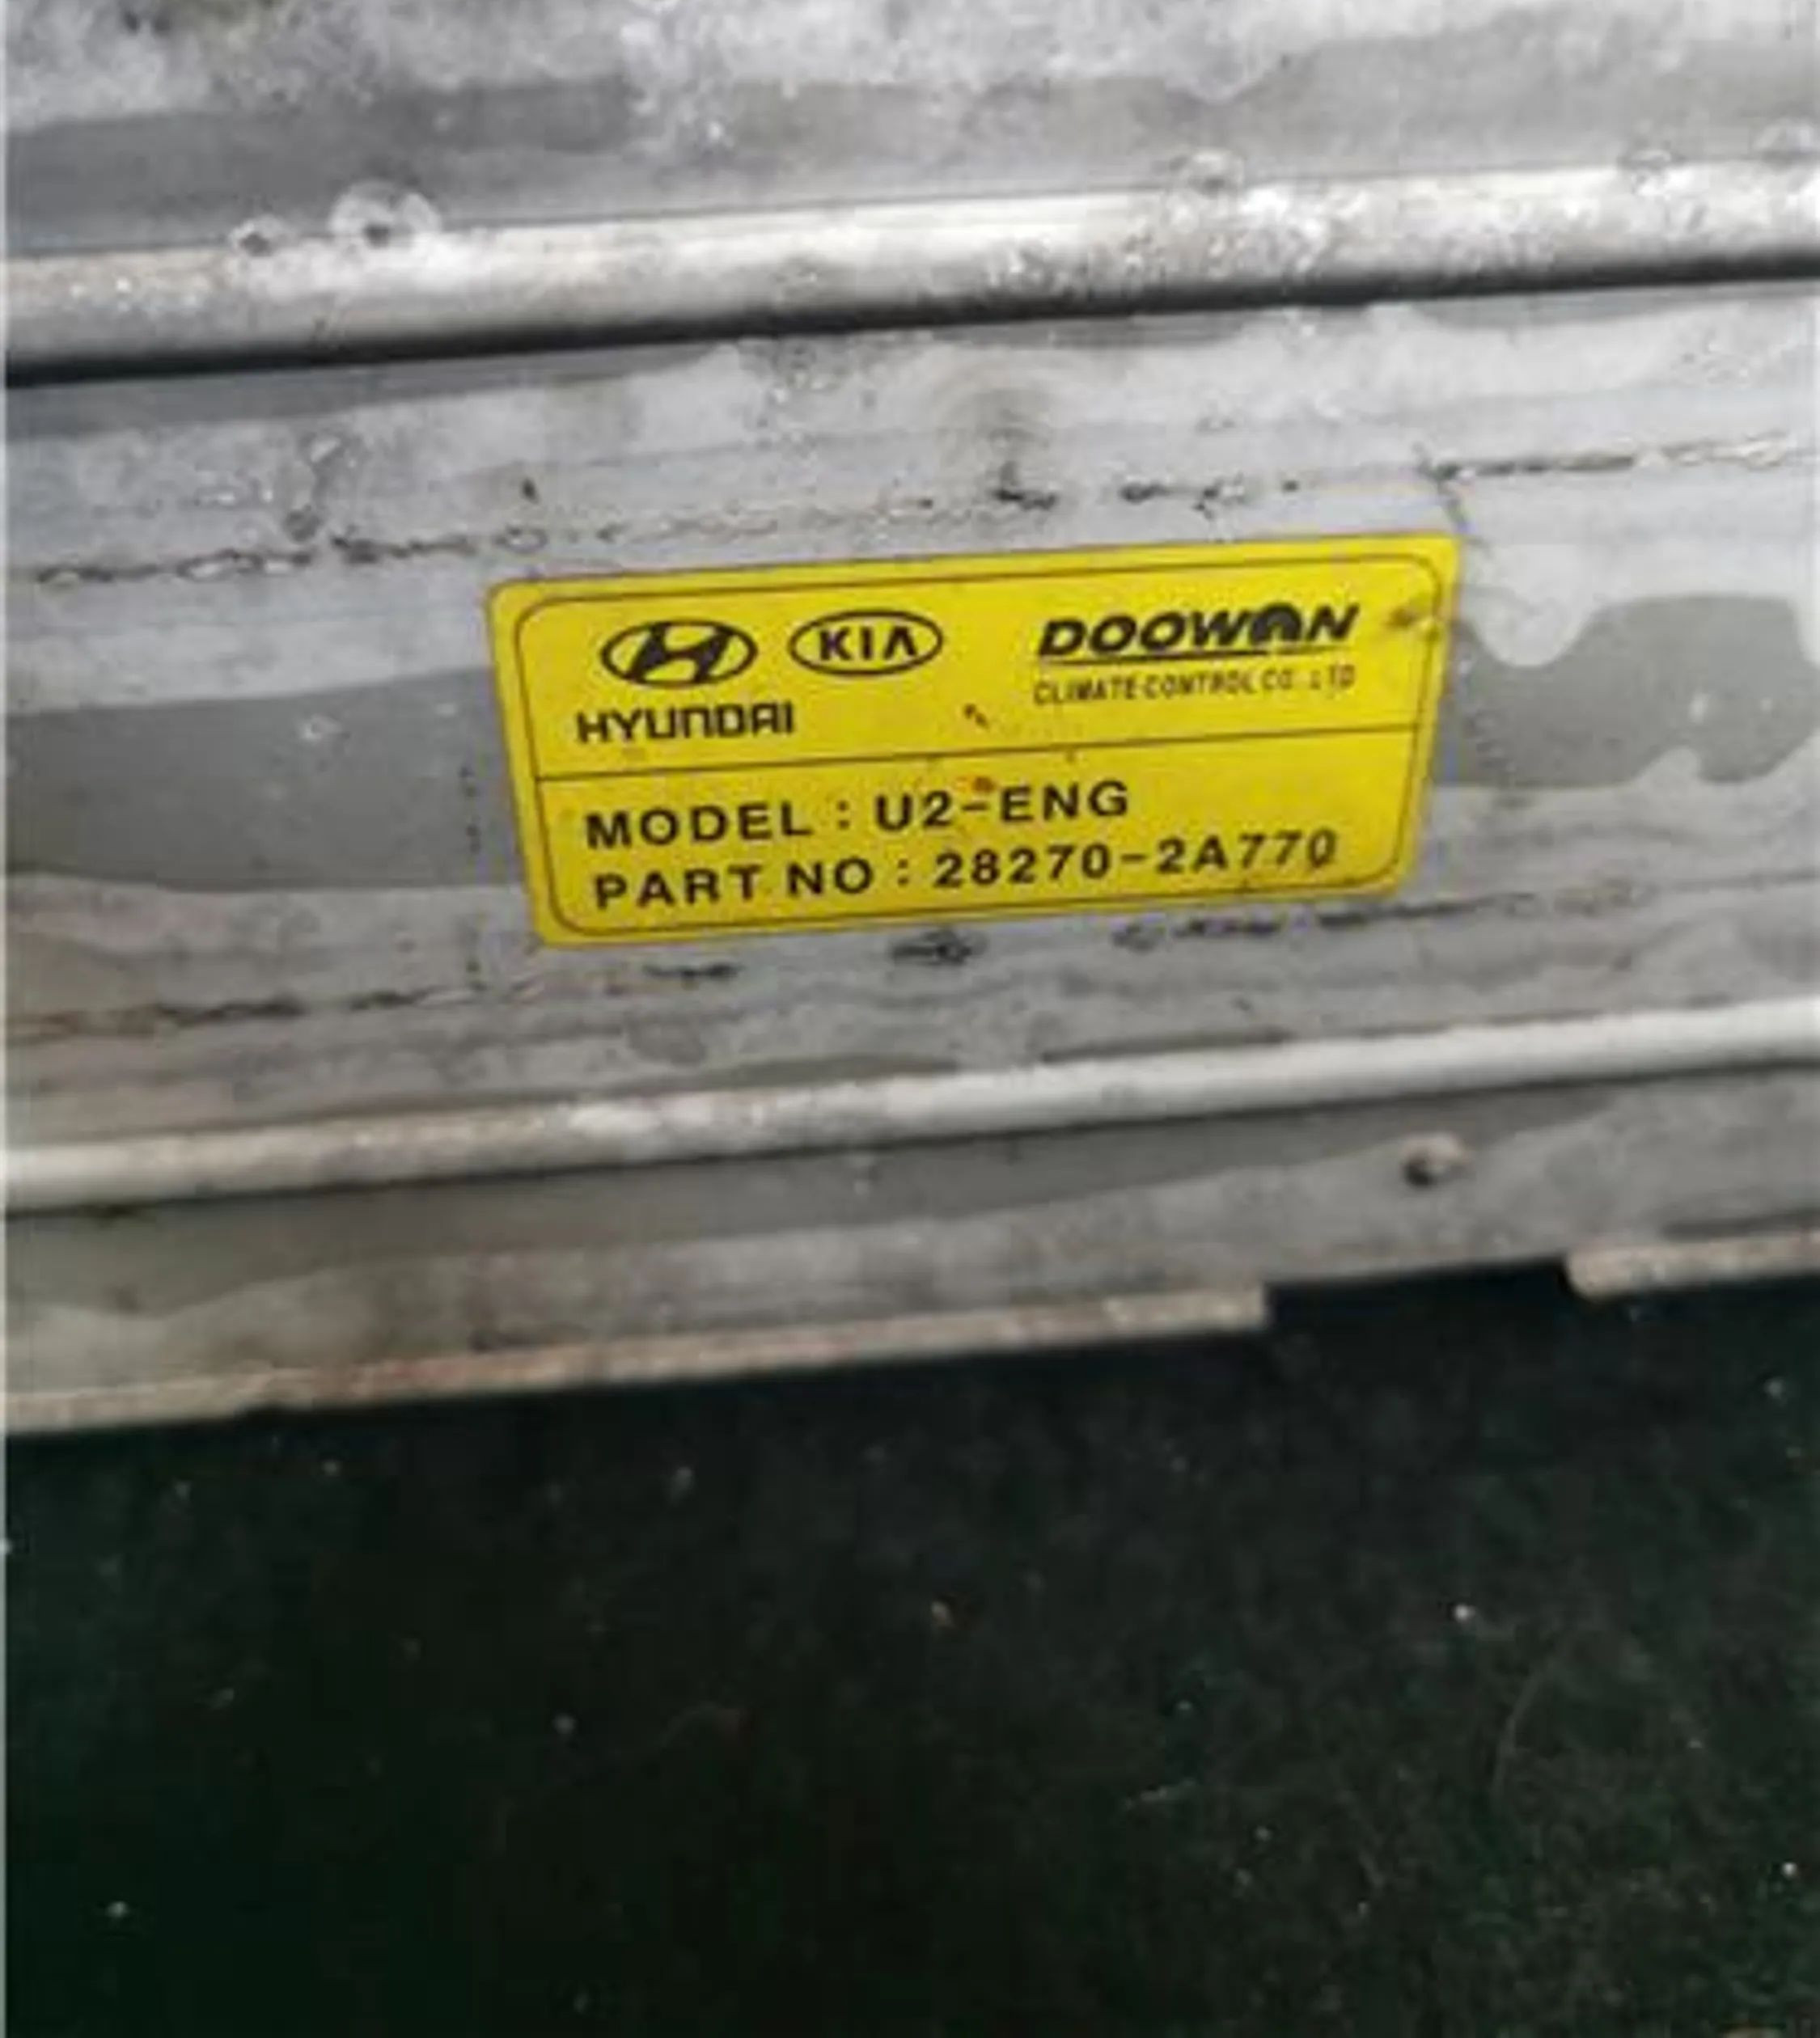 KIA
DOOWON
HYUNDAI
CLIMATE CONTROL CO. LTD
MODEL : U2-ENG
PART NO : 28270-2A770